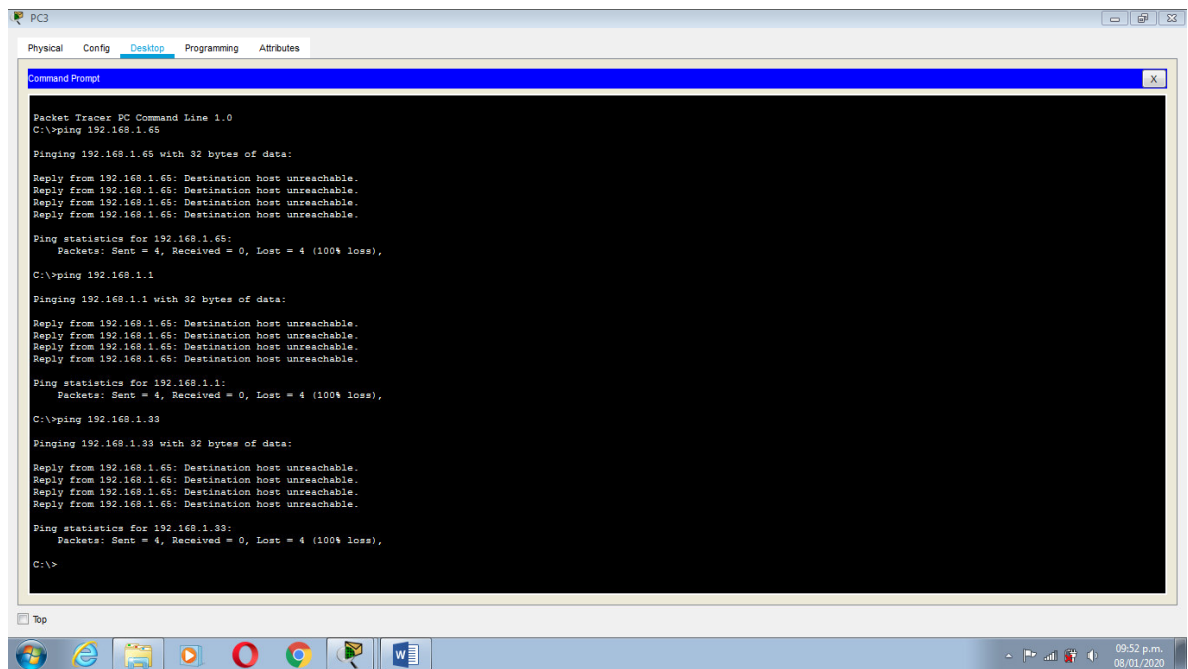 PC3
Physical Config Desktop Programming Attributes
Command Prompt
X
Packet Tracer PC Command Line 1.0
C:\>ping 192.168.1.65
Pinging 192.168.1.65 with 32 bytes of data:
Reply from 192.168.1.65: Destination host unreachable.
Reply from 192.168.1.65: Destination host unreachable.
Reply from 192.168.1.65: Destination host unreachable.
Reply from 192.168.1.65: Destination host unreachable.
Ping statistics for 192.168.1.65:
Packets: Sent = 4, Received = 0, Lost = 4 (100% loss),
C:\>ping 192.168.1.1
Pinging 192.168.1.1 with 32 bytes of data:
Reply from 192.168.1.65: Destination host unreachable.
Reply from 192.168.1.65: Destination host unreachable.
Reply from 192.168.1.65: Destination host unreachable.
Reply from 192.168.1.65: Destination host unreachable.
Ping statistics for 192.168.1.1:
Packets: Sent = 4, Received = 0, Lost = 4 (100% loss),
C:\>ping 192.168.1.33
Pinging 192.168.1.33 with 32 bytes of data:
Reply from 192.168.1.65: Destination host unreachable.
Reply from 192.168.1.65: Destination host unreachable.
Reply from 192.168.1.65: Destination host unreachable.
Reply from 192.168.1.65: Destination host unreachable.
Ping statistics for 192.168.1.33:
Packets: Sent = 4, Received = 0, Lost = 4 (100% loss),
C:\>
Top
09:52 p.m.
08/01/2020